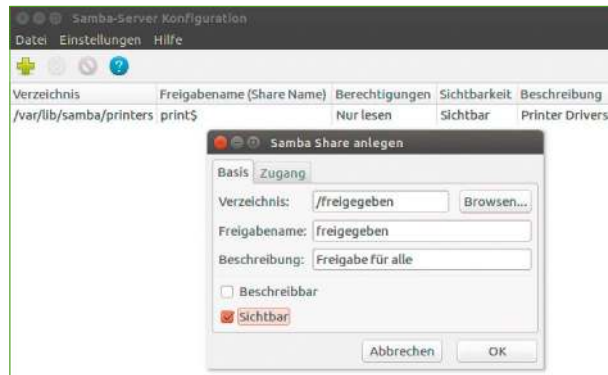 Samba-Server Konfiguration
Datei Einstellungen Hilfe
Verzeichnis Freigabename (Share Name) Berechtigungen Sichtbarkeit Beschreibung
/var/lib/samba/printers print$ Nur lesen Sichtbar Printer Drivers
Samba Share anlegen
Basis Zugang
Verzeichnis: /freigegeben Browsen...
Freigabename: freigegeben
Beschreibung: Freigabe für alle
Beschreibbar
Sichtbar
Abbrechen OK